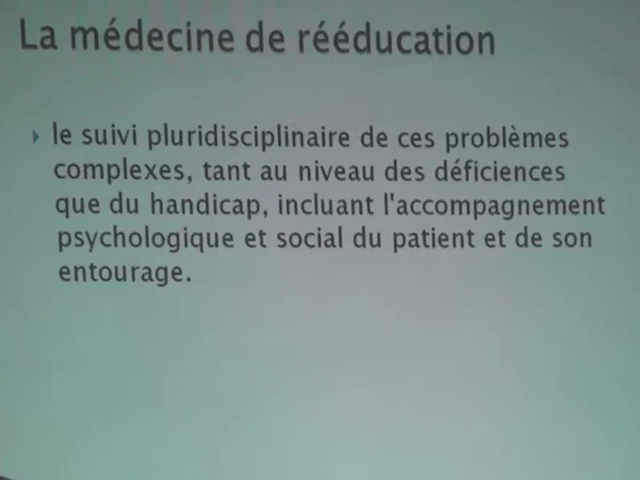 La médecine de rééducation
le suivi pluridisciplinaire de ces problèmes
complexes, tant au niveau des déficiences
que du handicap, incluant l'accompagnement
psychologique et social du patient et de son
entourage.